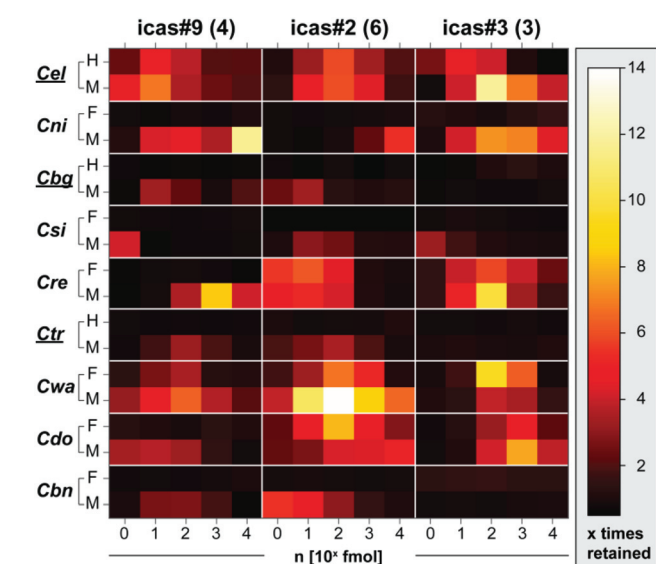 icas#9 (4) icas#2 (6) icas#3 (3)
Cel H
M
14
Cni F
M
12
Cbg H
M
10
Csi F
M
8
Cre F
M
6
Ctr H
M
Cwa F
M
4
Cdo F
M
2
Cbn F
M
0 1 2 3 4 0 1 2 3 4 0 1 2 3 4
n [10ˣ fmol]
x times
retained